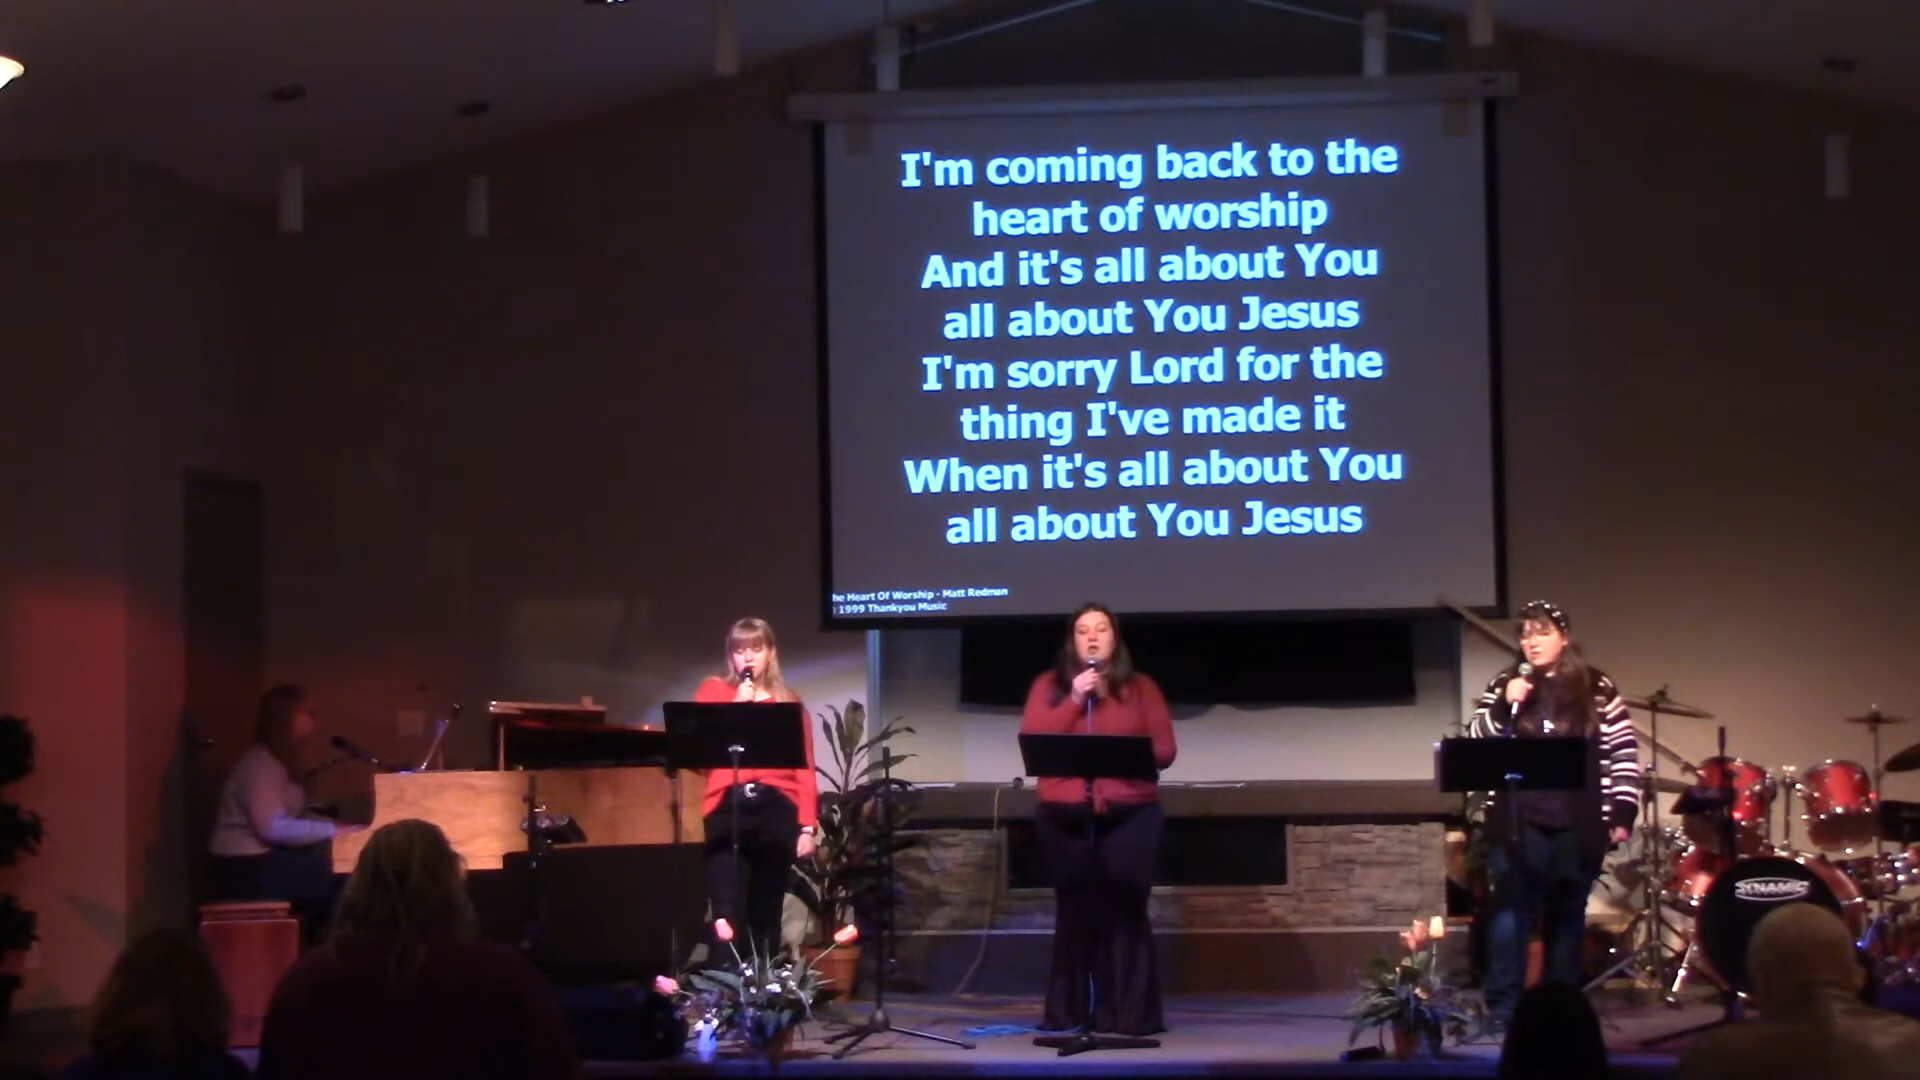 I'm coming back to the
heart of worship
And it's all about You
all about You Jesus
I'm sorry Lord for the
thing I've made it
When it's all about You
all about You Jesus
he Heart Of Worship - Matt Redman
1999 Thankyou Music
DYNAMIC